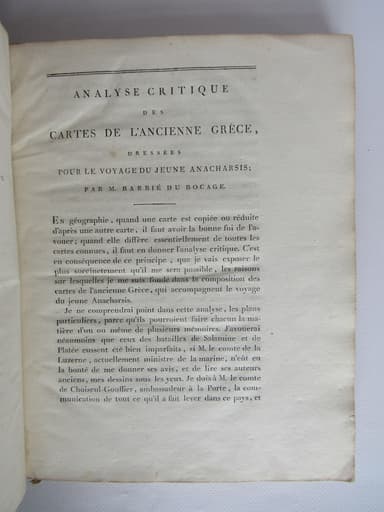 ANALYSE CRITIQUE
DES
CARTES DE L'ANCIENNE GRÈCE,
DRESSÉES
POUR LE VOYAGE DU JEUNE ANACHARSIS;
PAR M. BARBIÉ DU BOCAGE.
EN géographie, quand une carte est copiée ou réduite
d'après une autre carte, il faut avoir la bonne foi de l'a-
vouer; quand elle diffère essentiellement de toutes les
cartes connues, il faut en donner l'analyse critique. C'est
en conséquence de ce principe, que je vais exposer le
plus succinctement qu'il me sera possible, les raisons
sur lesquelles je me suis fondé dans la composition des
cartes de l'ancienne Grèce, qui accompagnent le voyage
du jeune Anacharsis.
Je ne comprendrai point dans cette analyse, les plans
particuliers, parce qu'ils pourroient faire chacun la ma-
tière d'un ou même de plusieurs mémoires. J'avouerai
néanmoins que ceux des batailles de Salamine et de
Platée eussent été bien imparfaits, si M. le comte de la
Luzerne, actuellement ministre de la marine, n'eût eu
la bonté de me donner ses avis, et de lire ses auteurs
anciens, mes dessins sous les yeux. Je dois à M. le comte
de Choiseul-Gouffier, ambassadeur à la Porte, la com-
munication de tout ce qu'il a fait lever dans ce pays, et